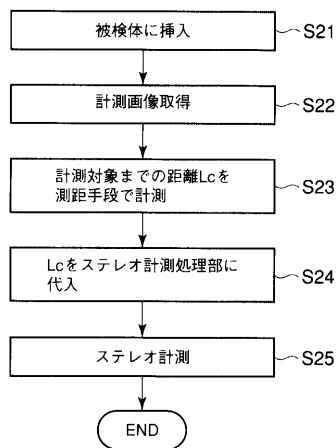 被検体に挿入 S21
計測画像取得 S22
計測対象までの距離Lcを
測距手段で計測 S23
Lcをステレオ計測処理部に
代入 S24
ステレオ計測 S25
END